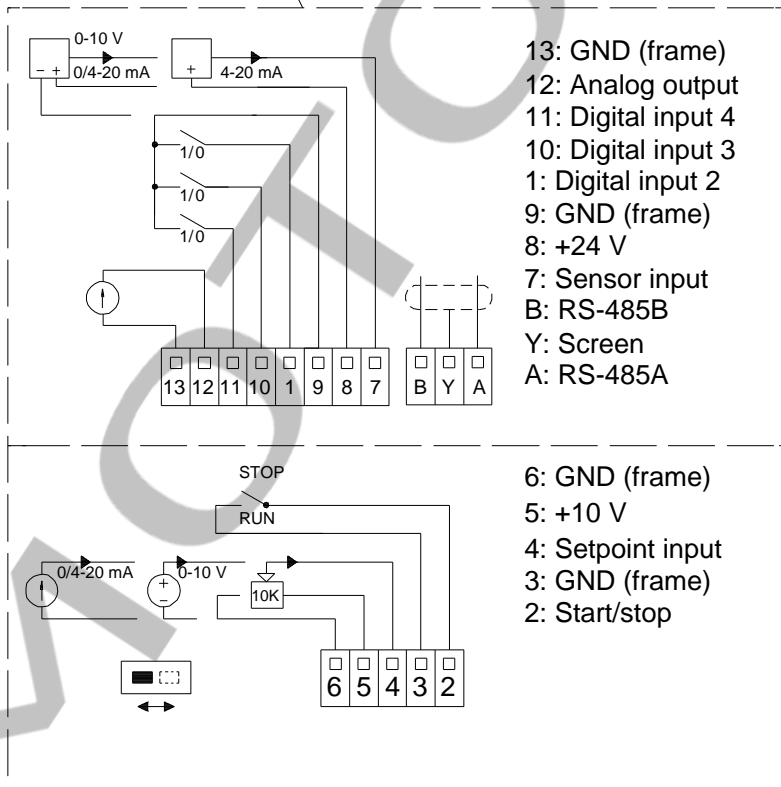 0-10 V
- +
0/4-20 mA
+
4-20 mA
1/0
1/0
1/0
13 12 11 10 1 9 8 7
B Y A
13: GND (frame)
12: Analog output
11: Digital input 4
10: Digital input 3
1: Digital input 2
9: GND (frame)
8: +24 V
7: Sensor input
B: RS-485B
Y: Screen
A: RS-485A
STOP
RUN
0/4-20 mA
+
-
0-10 V
10K
6 5 4 3 2
6: GND (frame)
5: +10 V
4: Setpoint input
3: GND (frame)
2: Start/stop